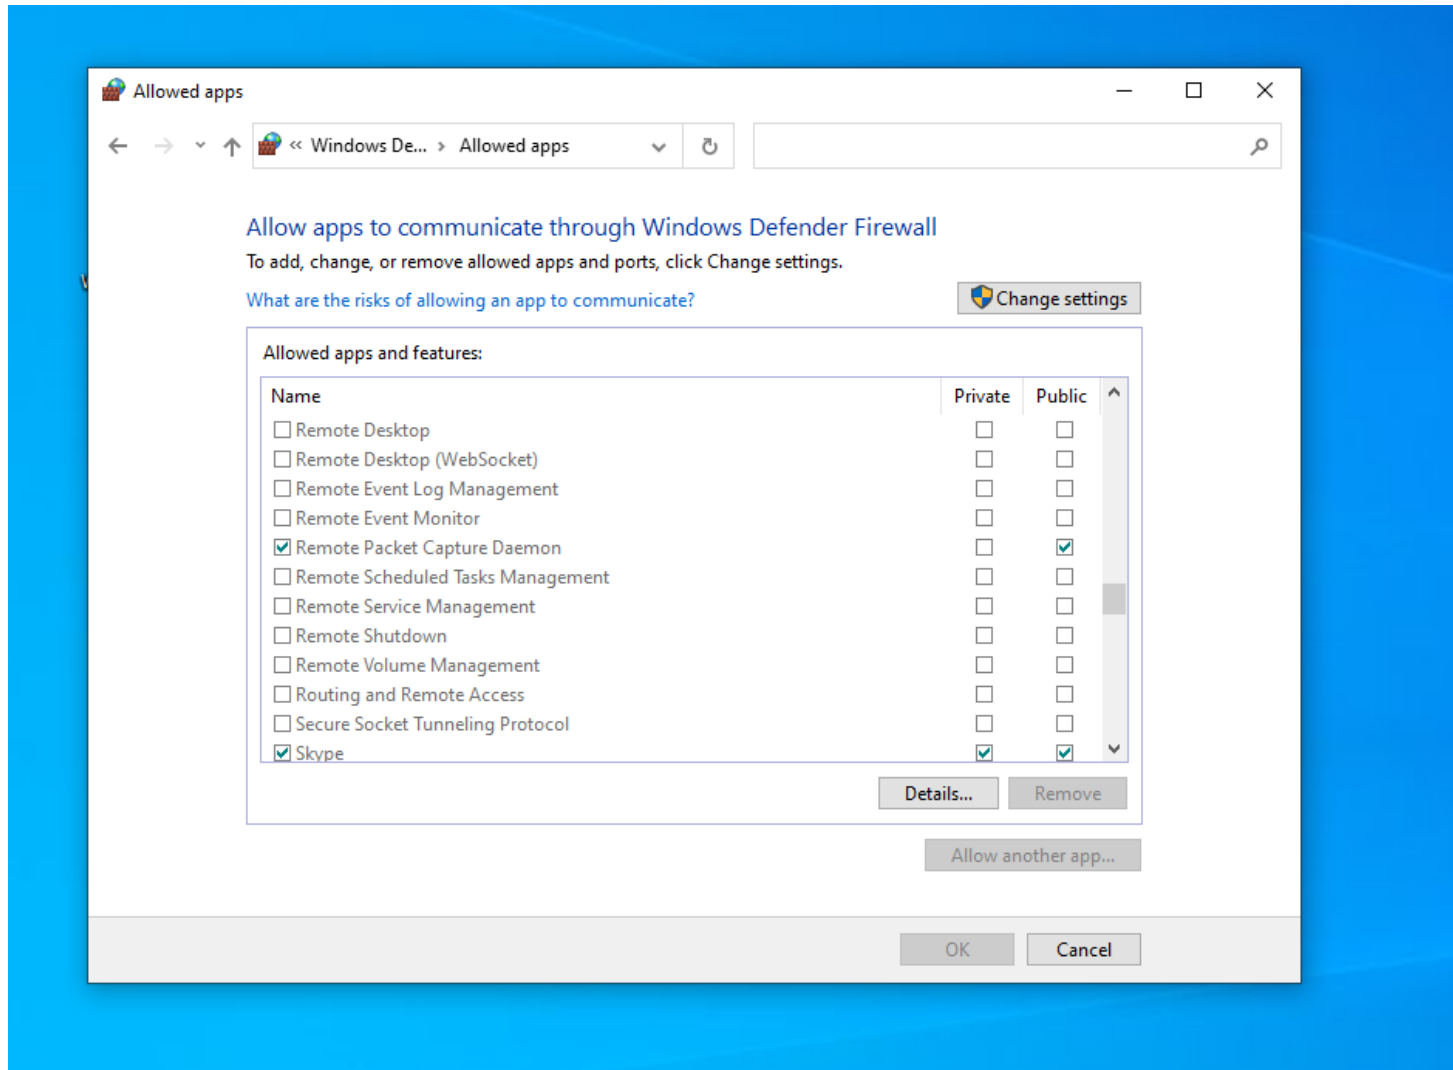 Allowed apps
« Windows De... › Allowed apps
Allow apps to communicate through Windows Defender Firewall
To add, change, or remove allowed apps and ports, click Change settings.
What are the risks of allowing an app to communicate?
Change settings
Allowed apps and features:
Name Private Public
Remote Desktop
Remote Desktop (WebSocket)
Remote Event Log Management
Remote Event Monitor
Remote Packet Capture Daemon
Remote Scheduled Tasks Management
Remote Service Management
Remote Shutdown
Remote Volume Management
Routing and Remote Access
Secure Socket Tunneling Protocol
Skype
Details... Remove
Allow another app...
OK Cancel